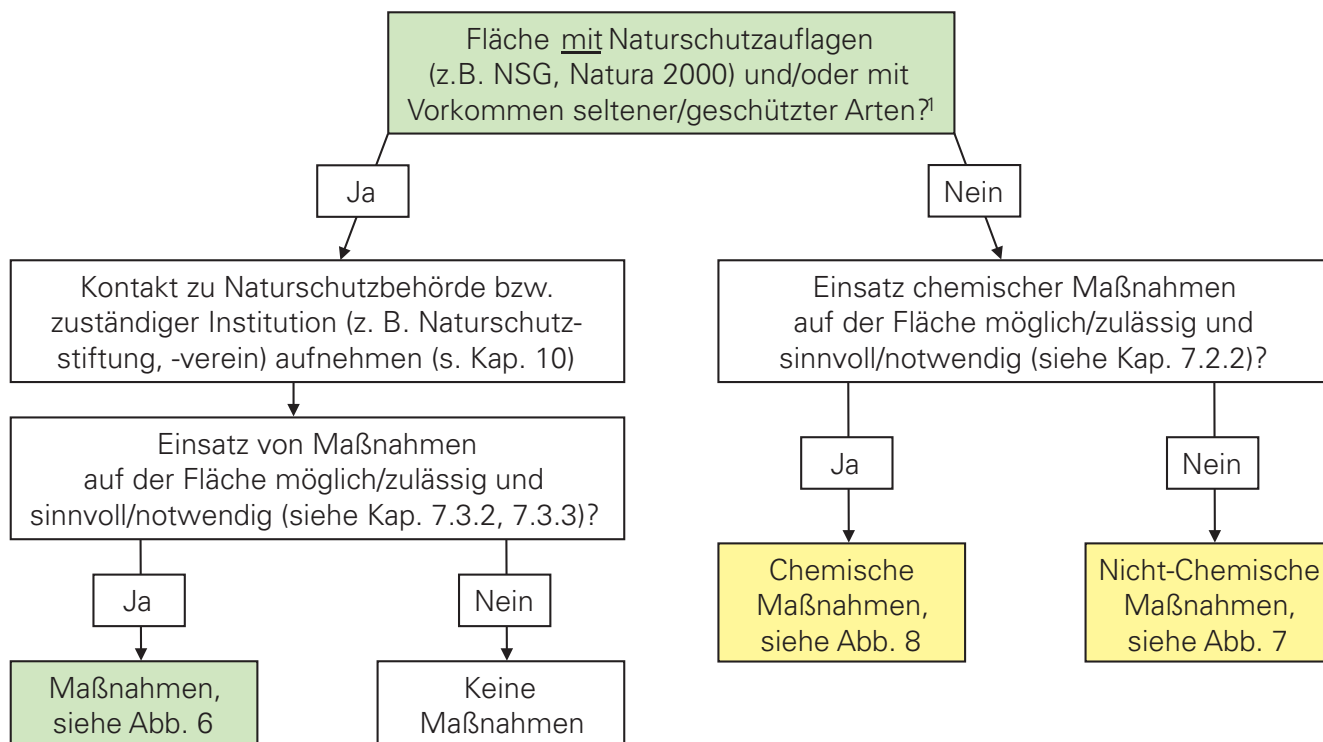 Fläche mit Naturschutzauflagen
(z.B. NSG, Natura 2000) und/oder mit
Vorkommen seltener/geschützter Arten?¹
Ja
Nein
Kontakt zu Naturschutzbehörde bzw.
zuständiger Institution (z. B. Naturschutz-
stiftung, -verein) aufnehmen (s. Kap. 10)
Einsatz chemischer Maßnahmen
auf der Fläche möglich/zulässig und
sinnvoll/notwendig (siehe Kap. 7.2.2)?
Einsatz von Maßnahmen
auf der Fläche möglich/zulässig und
sinnvoll/notwendig (siehe Kap. 7.3.2, 7.3.3)?
Ja
Nein
Ja
Nein
Chemische
Maßnahmen,
siehe Abb. 8
Nicht-Chemische
Maßnahmen,
siehe Abb. 7
Maßnahmen,
siehe Abb. 6
Keine
Maßnahmen